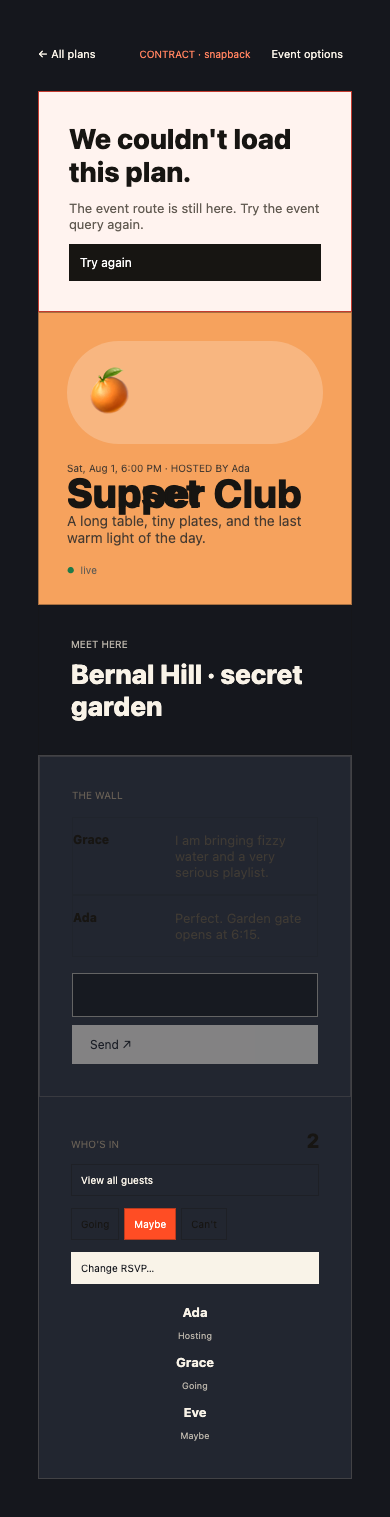 ← All plans
CONTRACT · snapback
Event options
We couldn't load
this plan.
The event route is still here. Try the event
query again.
Try again
Sat, Aug 1, 6:00 PM · HOSTED BY Ada
Club
A long table, tiny plates, and the last
warm light of the day.
live
MEET HERE
Bernal Hill · secret
garden
THE WALL
Grace
I am bringing fizzy
water and a very
serious playlist.
Ada
Perfect. Garden gate
opens at 6:15.
Send ↗
WHO'S IN
2
View all guests
Going
Maybe
Can't
Change RSVP...
Ada
Hosting
Grace
Going
Eve
Maybe